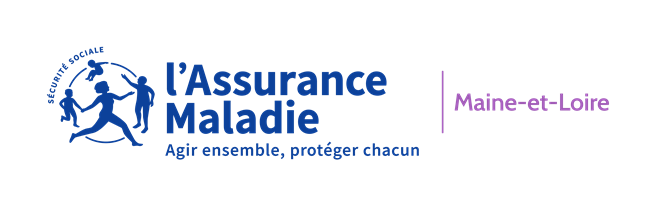 SÉCURITÉ SOCIALE
l'Assurance
Maladie
Agir ensemble, protéger chacun
Maine-et-Loire